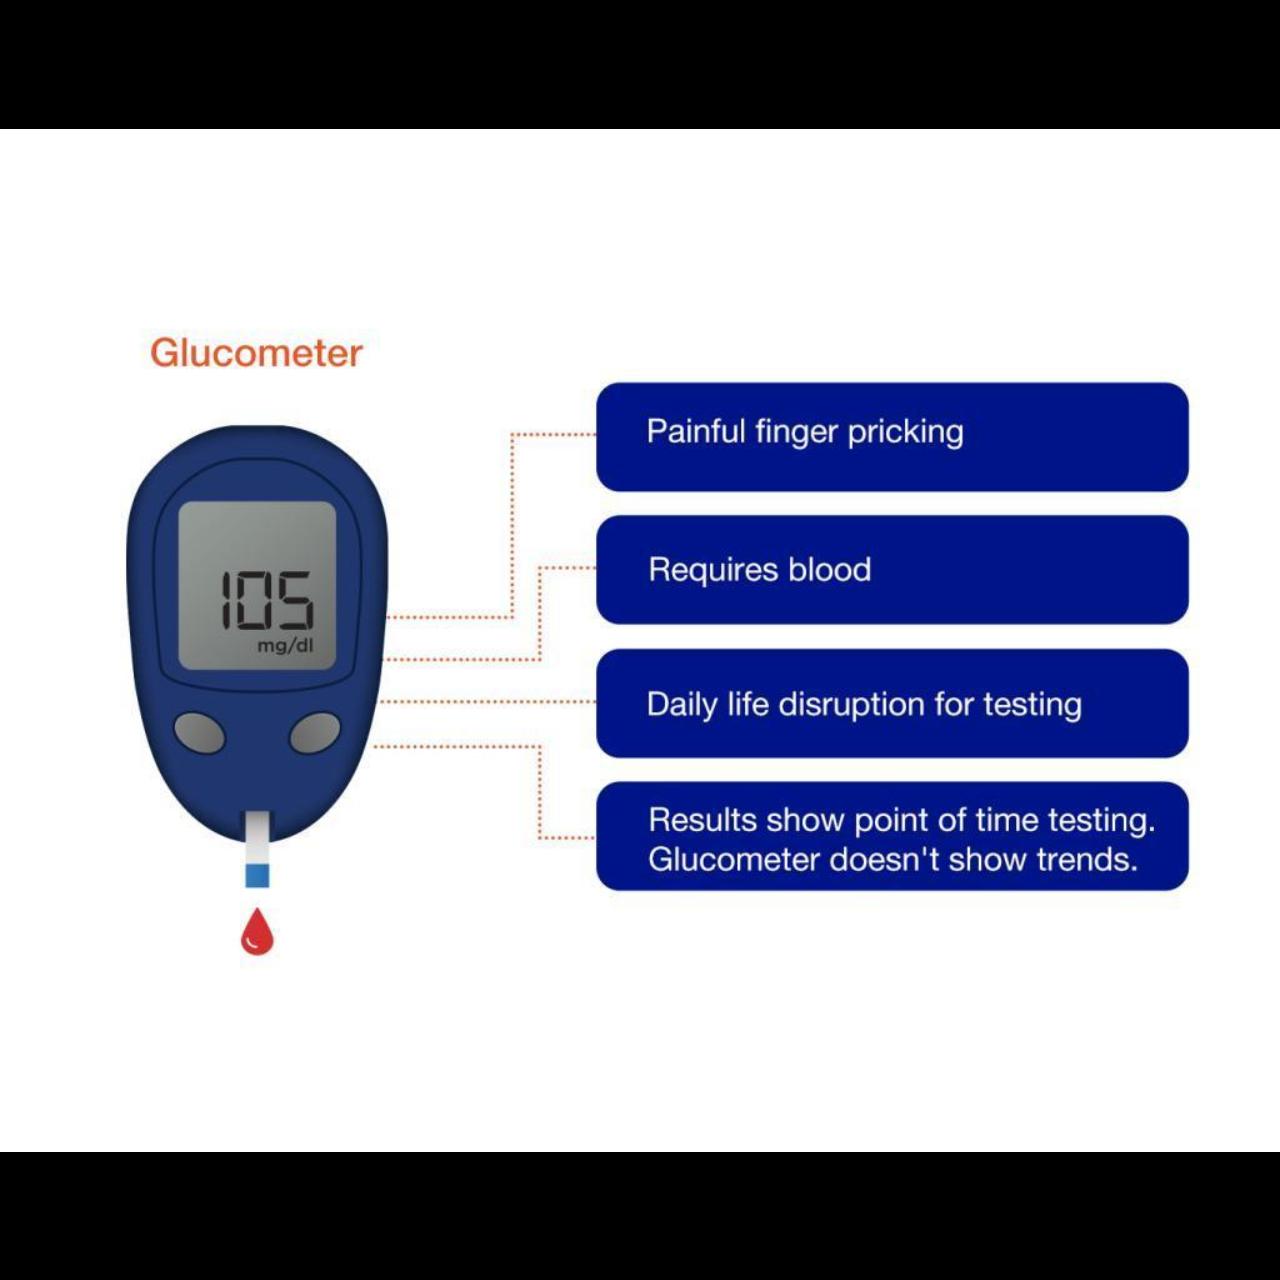 Glucometer
Painful finger pricking
105
mg/dl
Requires blood
Daily life disruption for testing
Results show point of time testing.
Glucometer doesn't show trends.